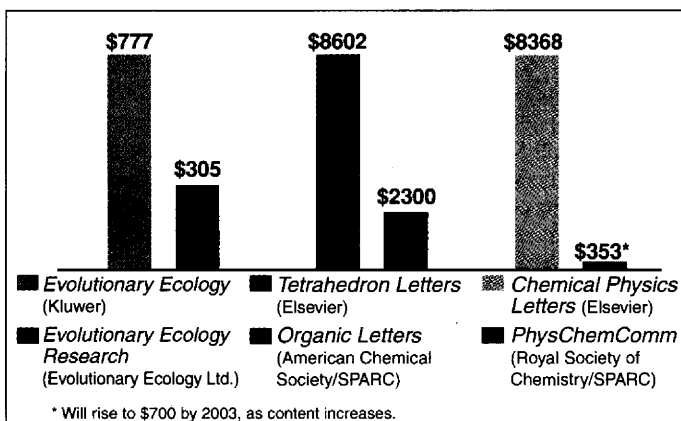 $777
$8602
$8368
$305
$2300
$353*
Evolutionary Ecology
(Kluwer)
Tetrahedron Letters
(Elsevier)
Chemical Physics
Letters (Elsevier)
Evolutionary Ecology
Research
(Evolutionary Ecology Ltd.)
Organic Letters
(American Chemical
Society/SPARC)
PhysChemComm
(Royal Society of
Chemistry/SPARC)
* Will rise to $700 by 2003, as content increases.